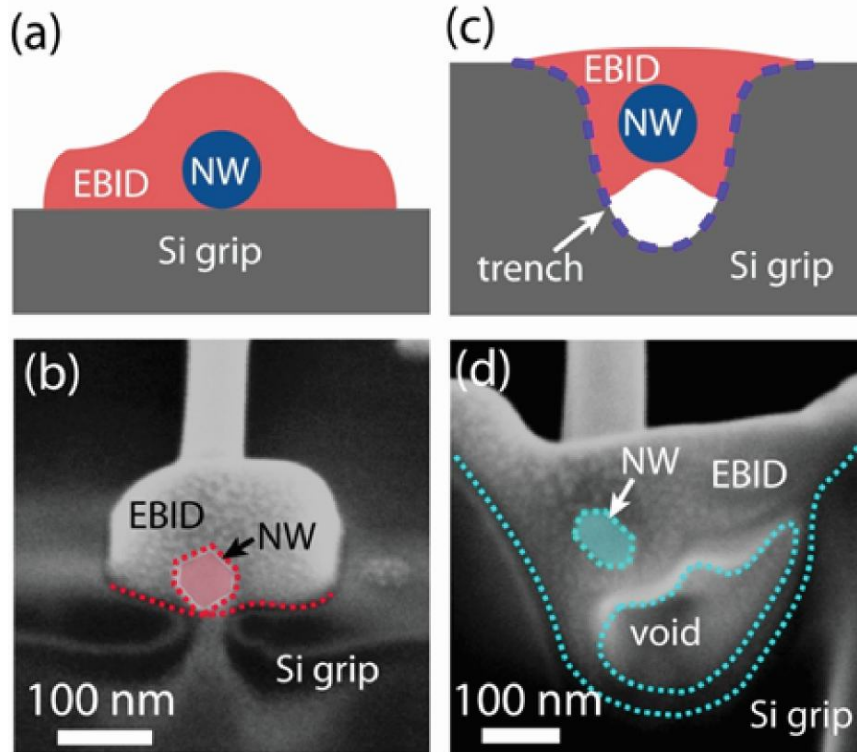 (a)
NW
EBID
Si grip
(c)
EBID
NW
trench
Si grip
(b)
EBID
NW
Si grip
100 nm
(d)
NW
EBID
void
100 nm
Si grip